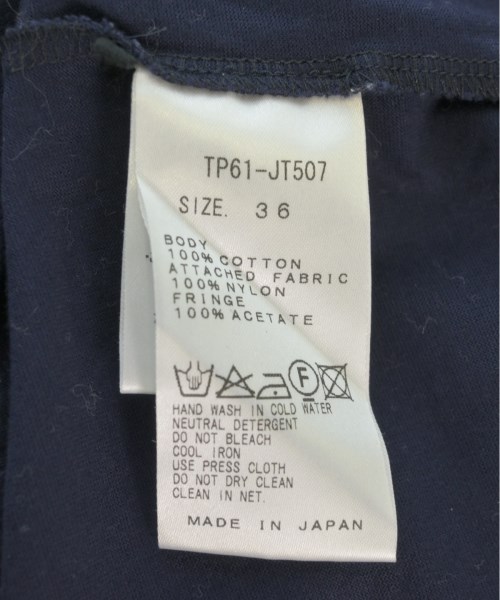 TP61-JT507
SIZE. 36
BODY
100% COTTON
ATTACHED FABRIC
100% NYLON
FRINGE
100% ACETATE
F
HAND WASH IN COLD WATER
NEUTRAL DETERGENT
DO NOT BLEACH
COOL IRON
USE PRESS CLOTH
DO NOT DRY CLEAN
CLEAN IN NET.
MADE IN JAPAN